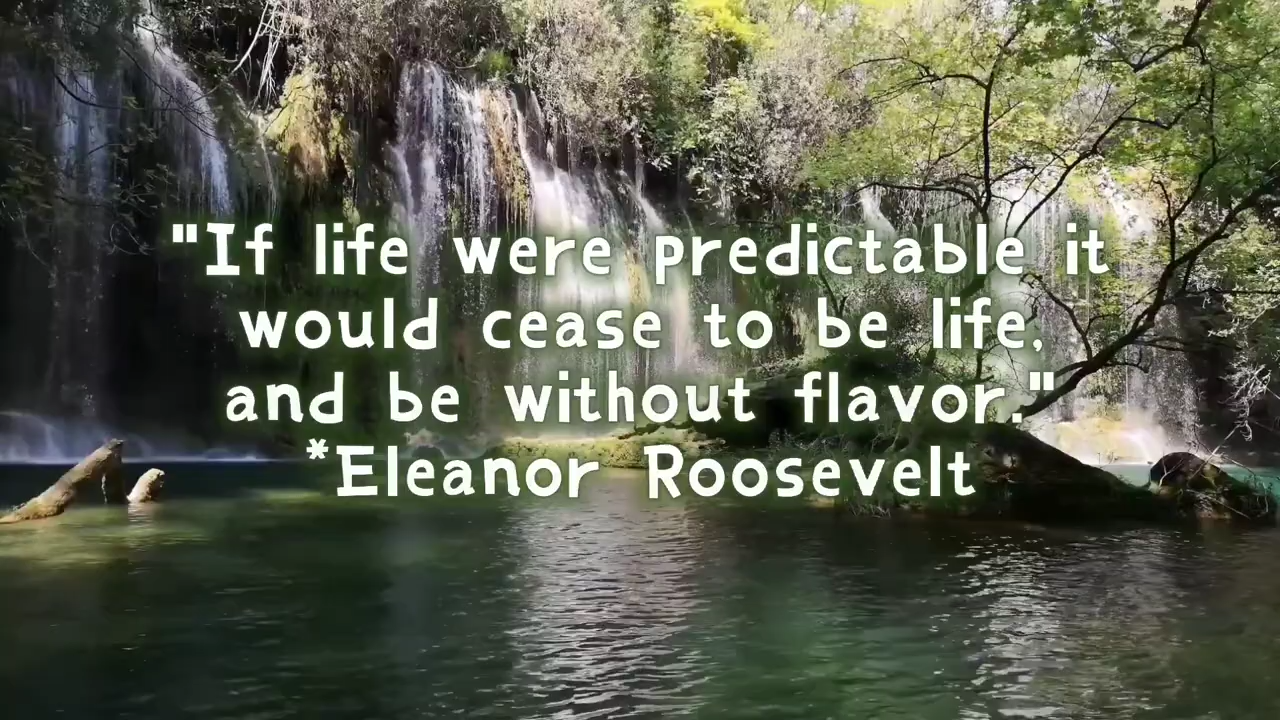 "If life were predictable it
would cease to be life,
and be without flavor."
*Eleanor Roosevelt